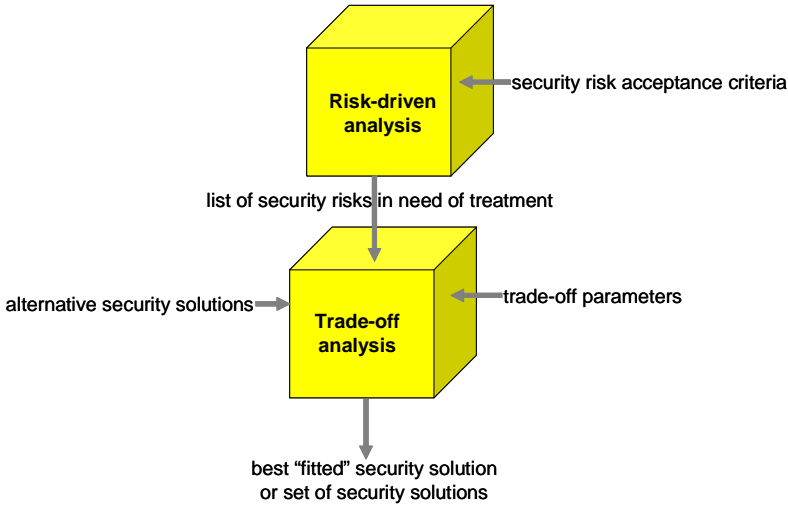 Risk-driven
analysis
security risk acceptance criteria
list of security risks in need of treatment
alternative security solutions
Trade-off
analysis
trade-off parameters
best “fitted” security solution
or set of security solutions